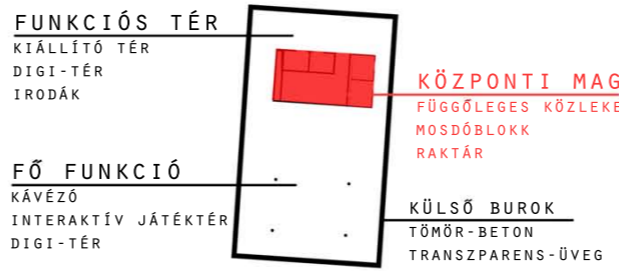 FUNKCIÓS TÉR
KIÁLLÍTÓ TÉR
DIGI-TÉR
IRODÁK
KÖZPONTI MAG
FÜGGŐLEGES KÖZLEKE
MOSDÓBLOKK
RAKTÁR
FŐ FUNKCIÓ
KÁVÉZÓ
INTERAKTÍV JÁTÉKTÉR
DIGI-TÉR
KÜLSŐ BUROK
TÖMÖR-BETON
TRANSZPARENS-ÜVEG